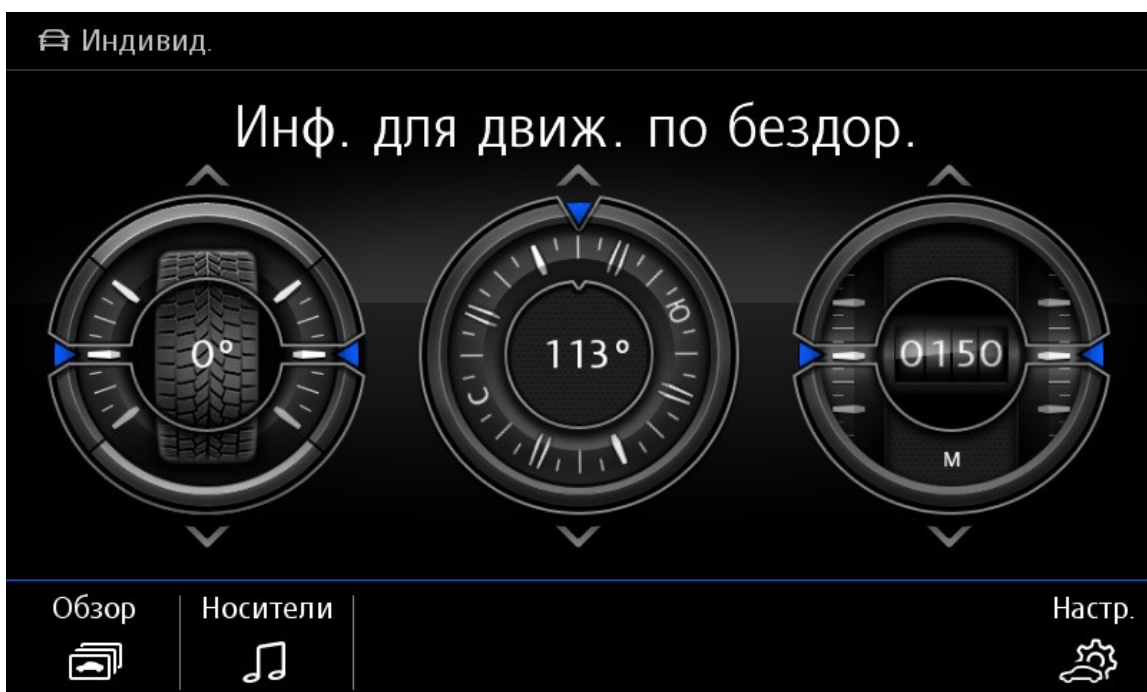 Индивид.
Инф. для движ. по бездор.
0°
113°
0150
Ю
С
м
Обзор
Носители
Настр.